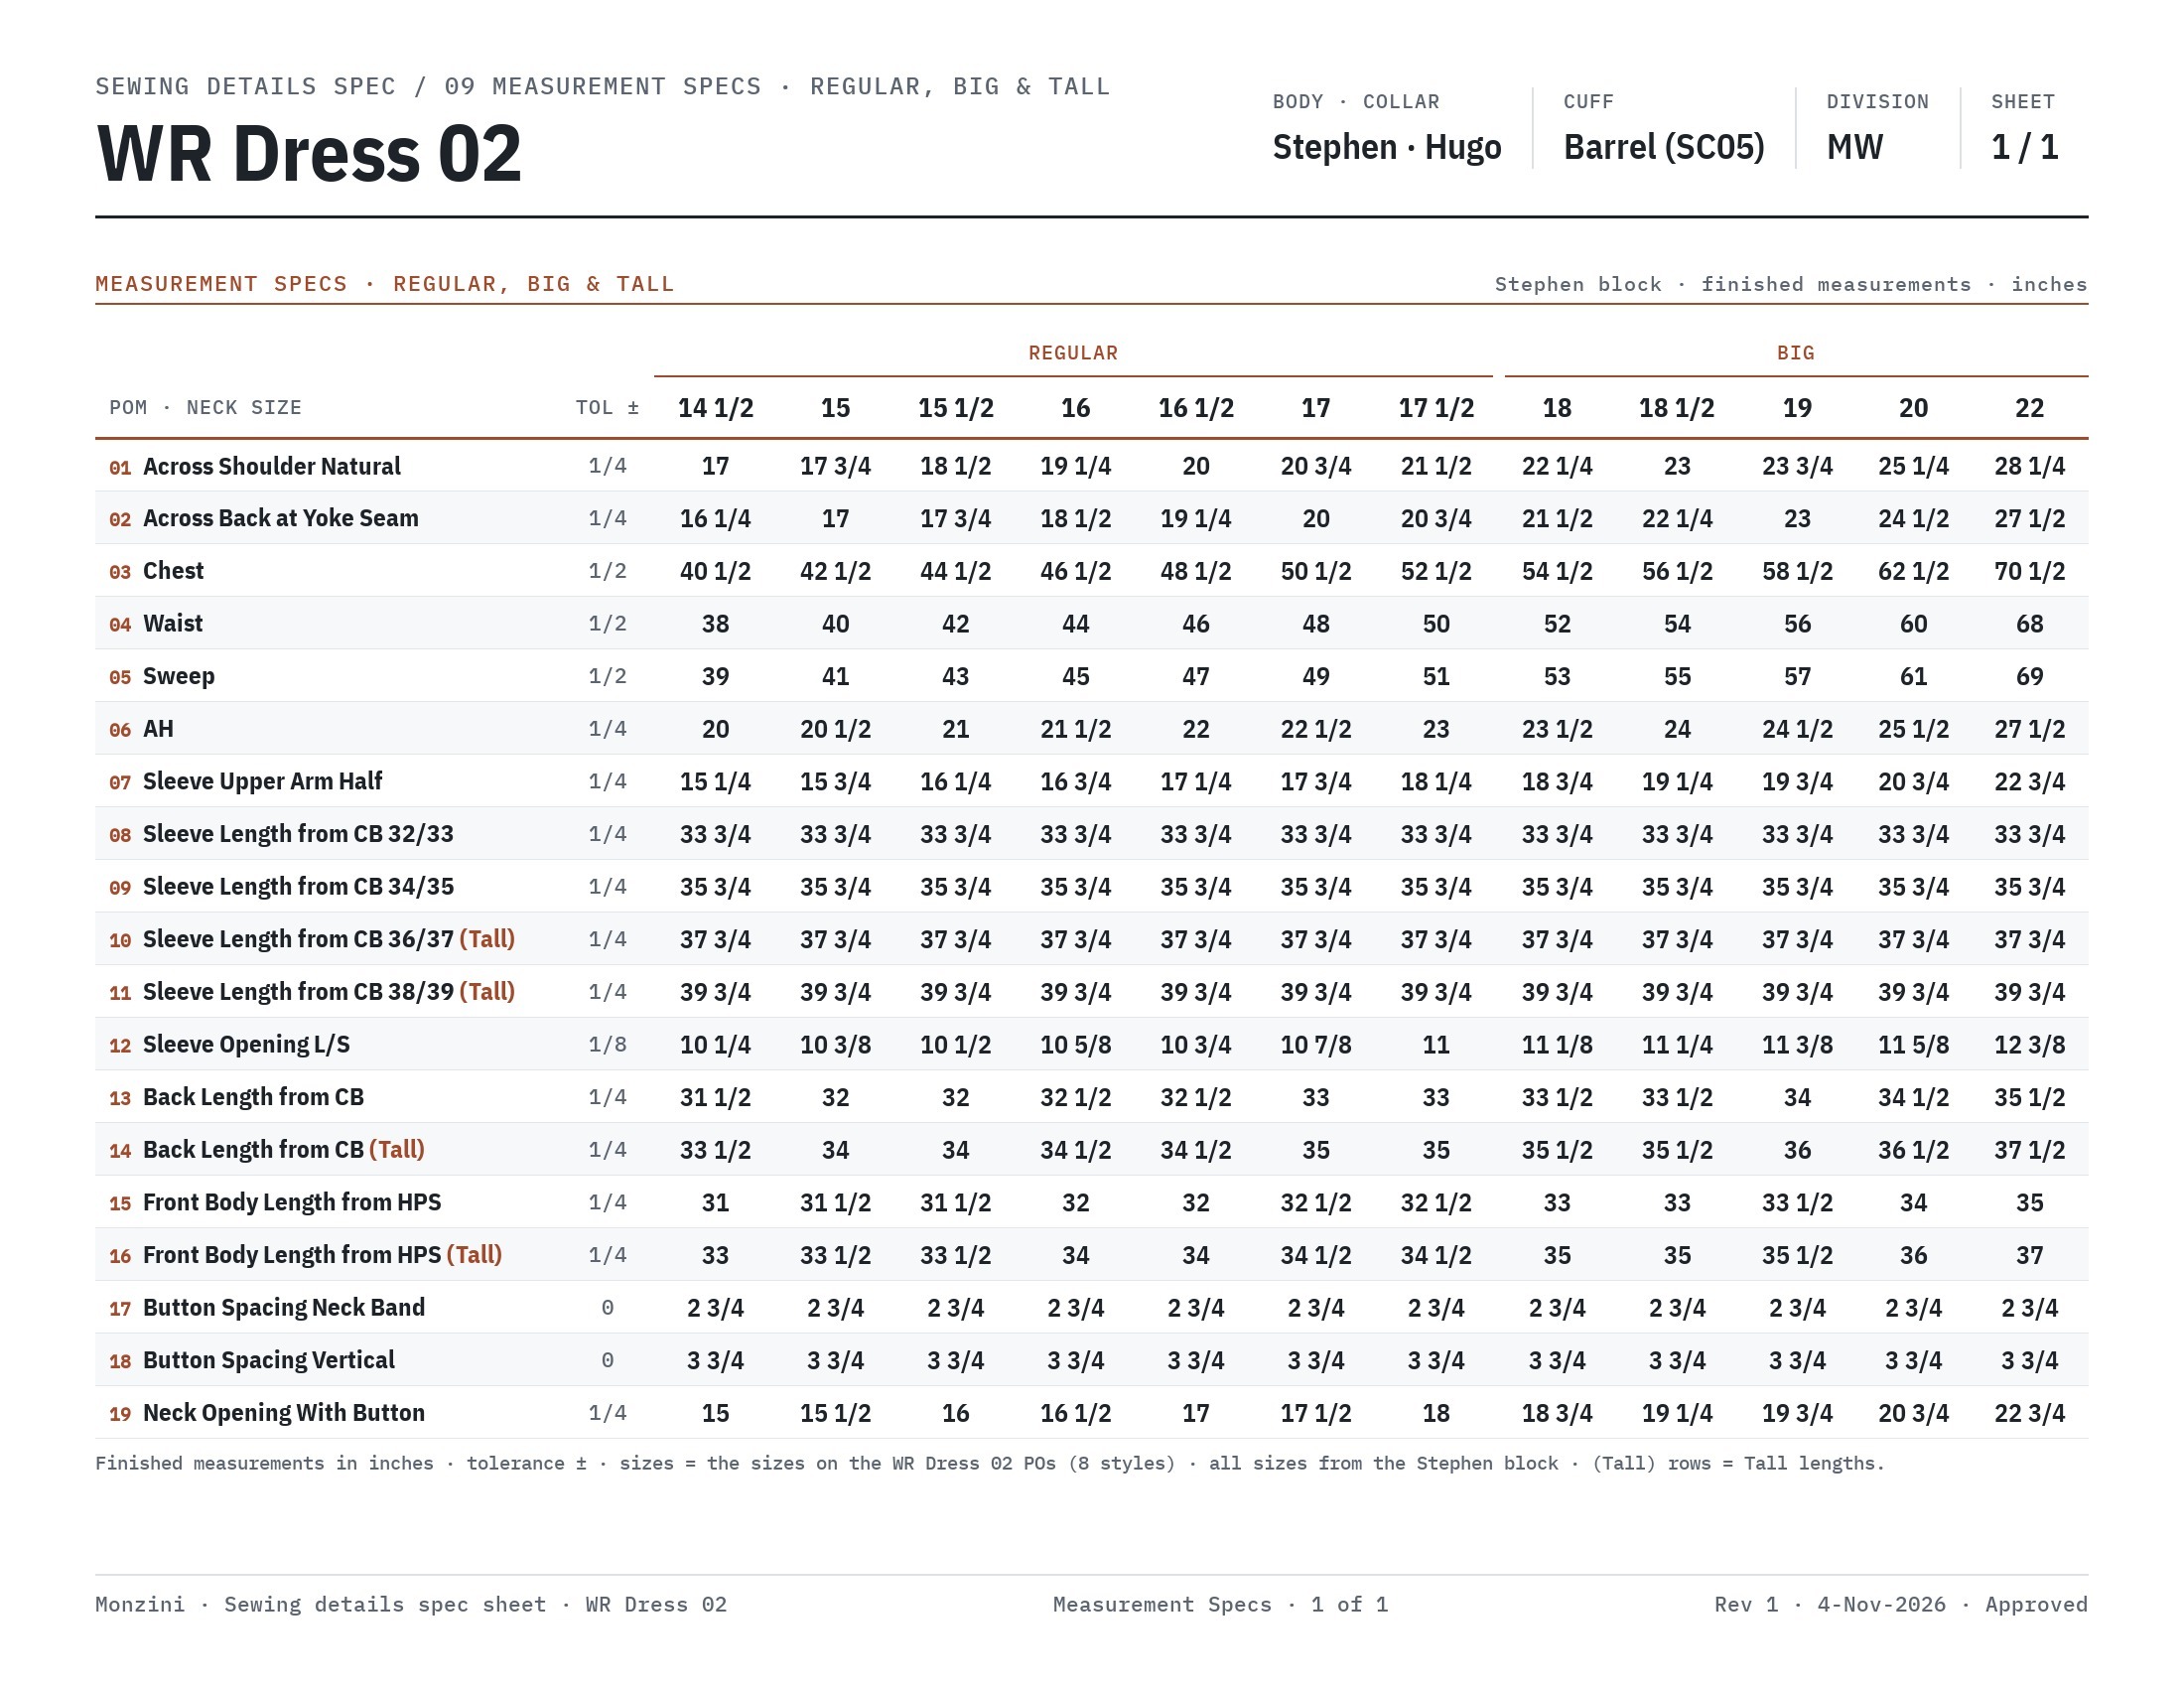 SEWING DETAILS SPEC / 09 MEASUREMENT SPECS · REGULAR, BIG & TALL
WR Dress 02
BODY · COLLAR CUFF DIVISION SHEET
Stephen · Hugo Barrel (SC05) MW 1 / 1
MEASUREMENT SPECS · REGULAR, BIG & TALL Stephen block · finished measurements · inches
REGULAR BIG
POM · NECK SIZE TOL ± 14 1/2 15 15 1/2 16 16 1/2 17 17 1/2 18 18 1/2 19 20 22
01 Across Shoulder Natural 1/4 17 17 3/4 18 1/2 19 1/4 20 20 3/4 21 1/2 22 1/4 23 23 3/4 25 1/4 28 1/4
02 Across Back at Yoke Seam 1/4 16 1/4 17 17 3/4 18 1/2 19 1/4 20 20 3/4 21 1/2 22 1/4 23 24 1/2 27 1/2
03 Chest 1/2 40 1/2 42 1/2 44 1/2 46 1/2 48 1/2 50 1/2 52 1/2 54 1/2 56 1/2 58 1/2 62 1/2 70 1/2
04 Waist 1/2 38 40 42 44 46 48 50 52 54 56 60 68
05 Sweep 1/2 39 41 43 45 47 49 51 53 55 57 61 69
06 AH 1/4 20 20 1/2 21 21 1/2 22 22 1/2 23 23 1/2 24 24 1/2 25 1/2 27 1/2
07 Sleeve Upper Arm Half 1/4 15 1/4 15 3/4 16 1/4 16 3/4 17 1/4 17 3/4 18 1/4 18 3/4 19 1/4 19 3/4 20 3/4 22 3/4
08 Sleeve Length from CB 32/33 1/4 33 3/4 33 3/4 33 3/4 33 3/4 33 3/4 33 3/4 33 3/4 33 3/4 33 3/4 33 3/4 33 3/4 33 3/4
09 Sleeve Length from CB 34/35 1/4 35 3/4 35 3/4 35 3/4 35 3/4 35 3/4 35 3/4 35 3/4 35 3/4 35 3/4 35 3/4 35 3/4 35 3/4
10 Sleeve Length from CB 36/37 (Tall) 1/4 37 3/4 37 3/4 37 3/4 37 3/4 37 3/4 37 3/4 37 3/4 37 3/4 37 3/4 37 3/4 37 3/4 37 3/4
11 Sleeve Length from CB 38/39 (Tall) 1/4 39 3/4 39 3/4 39 3/4 39 3/4 39 3/4 39 3/4 39 3/4 39 3/4 39 3/4 39 3/4 39 3/4 39 3/4
12 Sleeve Opening L/S 1/8 10 1/4 10 3/8 10 1/2 10 5/8 10 3/4 10 7/8 11 11 1/8 11 1/4 11 3/8 11 5/8 12 3/8
13 Back Length from CB 1/4 31 1/2 32 32 32 1/2 32 1/2 33 33 33 1/2 33 1/2 34 34 1/2 35 1/2
14 Back Length from CB (Tall) 1/4 33 1/2 34 34 34 1/2 34 1/2 35 35 35 1/2 35 1/2 36 36 1/2 37 1/2
15 Front Body Length from HPS 1/4 31 31 1/2 31 1/2 32 32 32 1/2 32 1/2 33 33 33 1/2 34 35
16 Front Body Length from HPS (Tall) 1/4 33 33 1/2 33 1/2 34 34 34 1/2 34 1/2 35 35 35 1/2 36 37
17 Button Spacing Neck Band 0 2 3/4 2 3/4 2 3/4 2 3/4 2 3/4 2 3/4 2 3/4 2 3/4 2 3/4 2 3/4 2 3/4 2 3/4
18 Button Spacing Vertical 0 3 3/4 3 3/4 3 3/4 3 3/4 3 3/4 3 3/4 3 3/4 3 3/4 3 3/4 3 3/4 3 3/4 3 3/4
19 Neck Opening With Button 1/4 15 15 1/2 16 16 1/2 17 17 1/2 18 18 3/4 19 1/4 19 3/4 20 3/4 22 3/4
Finished measurements in inches · tolerance ± · sizes = the sizes on the WR Dress 02 POs (8 styles) · all sizes from the Stephen block · (Tall) rows = Tall lengths.
Monzini · Sewing details spec sheet · WR Dress 02 Measurement Specs · 1 of 1 Rev 1 · 4-Nov-2026 · Approved